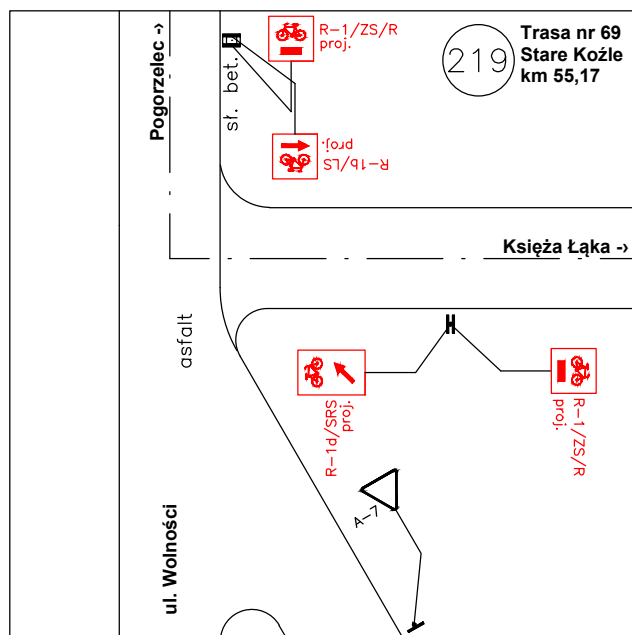 R-1/ZS/R
proj.
219
Trasa nr 69
Stare Koźle
km 55,17
Pogorzelec ->
sł. bet.
R-1b/LS
proj.
Księża Łąka ->
asfalt
R-1d/SRS
proj.
R-1/ZS/R
proj.
A-7
ul. Wolności